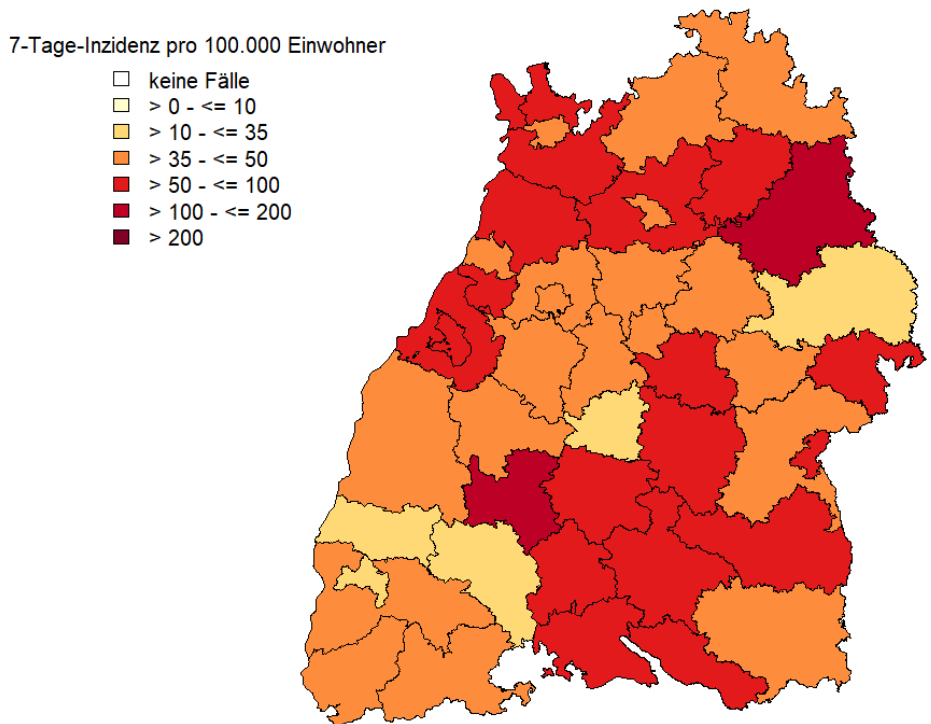 7-Tage-Inzidenz pro 100.000 Einwohner
keine Fälle
> 0 - <= 10
> 10 - <= 35
> 35 - <= 50
> 50 - <= 100
> 100 - <= 200
> 200